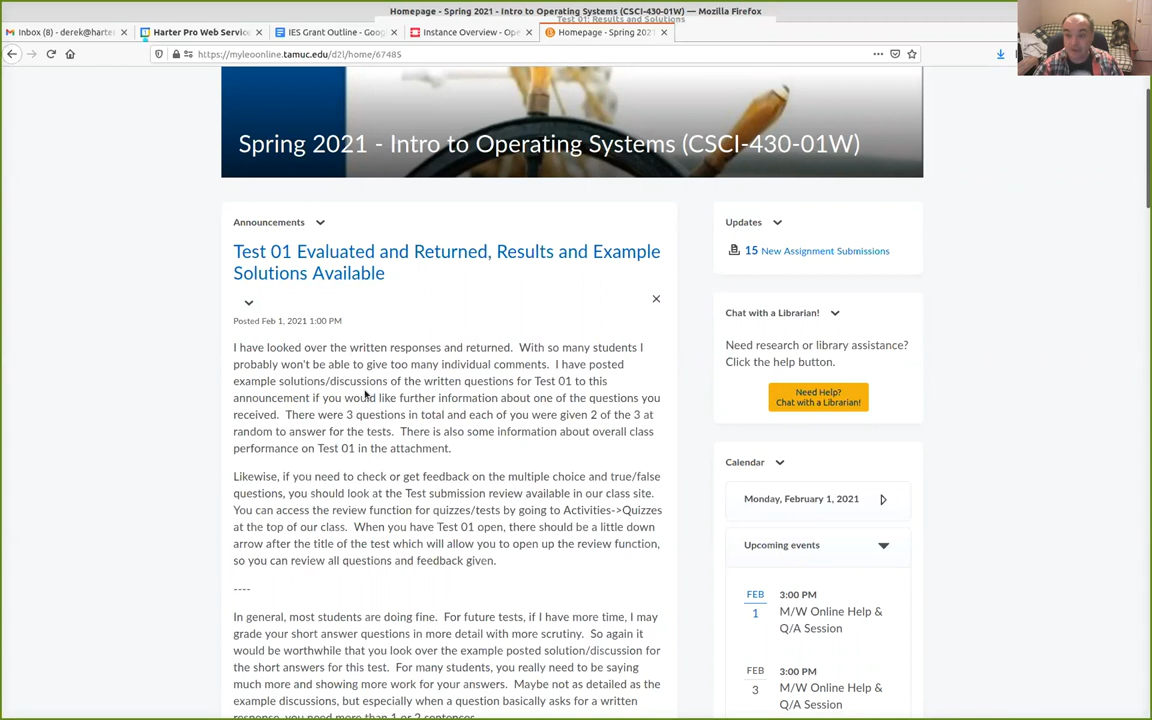 Homepage - Spring 2021 - Intro to Operating Systems (CSCI-430-01W) — Mozilla Firefox
Test 01: Results and Solutions
Inbox (8) - derek@harter
Harter Pro Web Servic
IES Grant Outline - Goog
Instance Overview - Ope
Homepage - Spring 202
https://myleoonline.tamuc.edu/d2l/home/67485
Spring 2021 - Intro to Operating Systems (CSCI-430-01W)
Announcements
Test 01 Evaluated and Returned, Results and Example
Solutions Available
Posted Feb 1, 2021 1:00 PM
I have looked over the written responses and returned. With so many students I
probably won't be able to give too many individual comments. I have posted
example solutions/discussions of the written questions for Test 01 to this
announcement if you would like further information about one of the questions you
received. There were 3 questions in total and each of you were given 2 of the 3 at
random to answer for the tests. There is also some information about overall class
performance on Test 01 in the attachment.
Likewise, if you need to check or get feedback on the multiple choice and true/false
questions, you should look at the Test submission review available in our class site.
You can access the review function for quizzes/tests by going to Activities->Quizzes
at the top of our class. When you have Test 01 open, there should be a little down
arrow after the title of the test which will allow you to open up the review function,
so you can review all questions and feedback given.
----
In general, most students are doing fine. For future tests, if I have more time, I may
grade your short answer questions in more detail with more scrutiny. So again it
would be worthwhile that you look over the example posted solution/discussion for
the short answers for this test. For many students, you really need to be saying
much more and showing more work for your answers. Maybe not as detailed as the
example discussions, but especially when a question basically asks for a written
response, you need more than 1 or 2 sentences.
Updates
15 New Assignment Submissions
Chat with a Librarian!
Need research or library assistance?
Click the help button.
Need Help?
Chat with a Librarian!
Calendar
Monday, February 1, 2021
Upcoming events
FEB
1
3:00 PM
M/W Online Help &
Q/A Session
FEB
3
3:00 PM
M/W Online Help &
Q/A Session